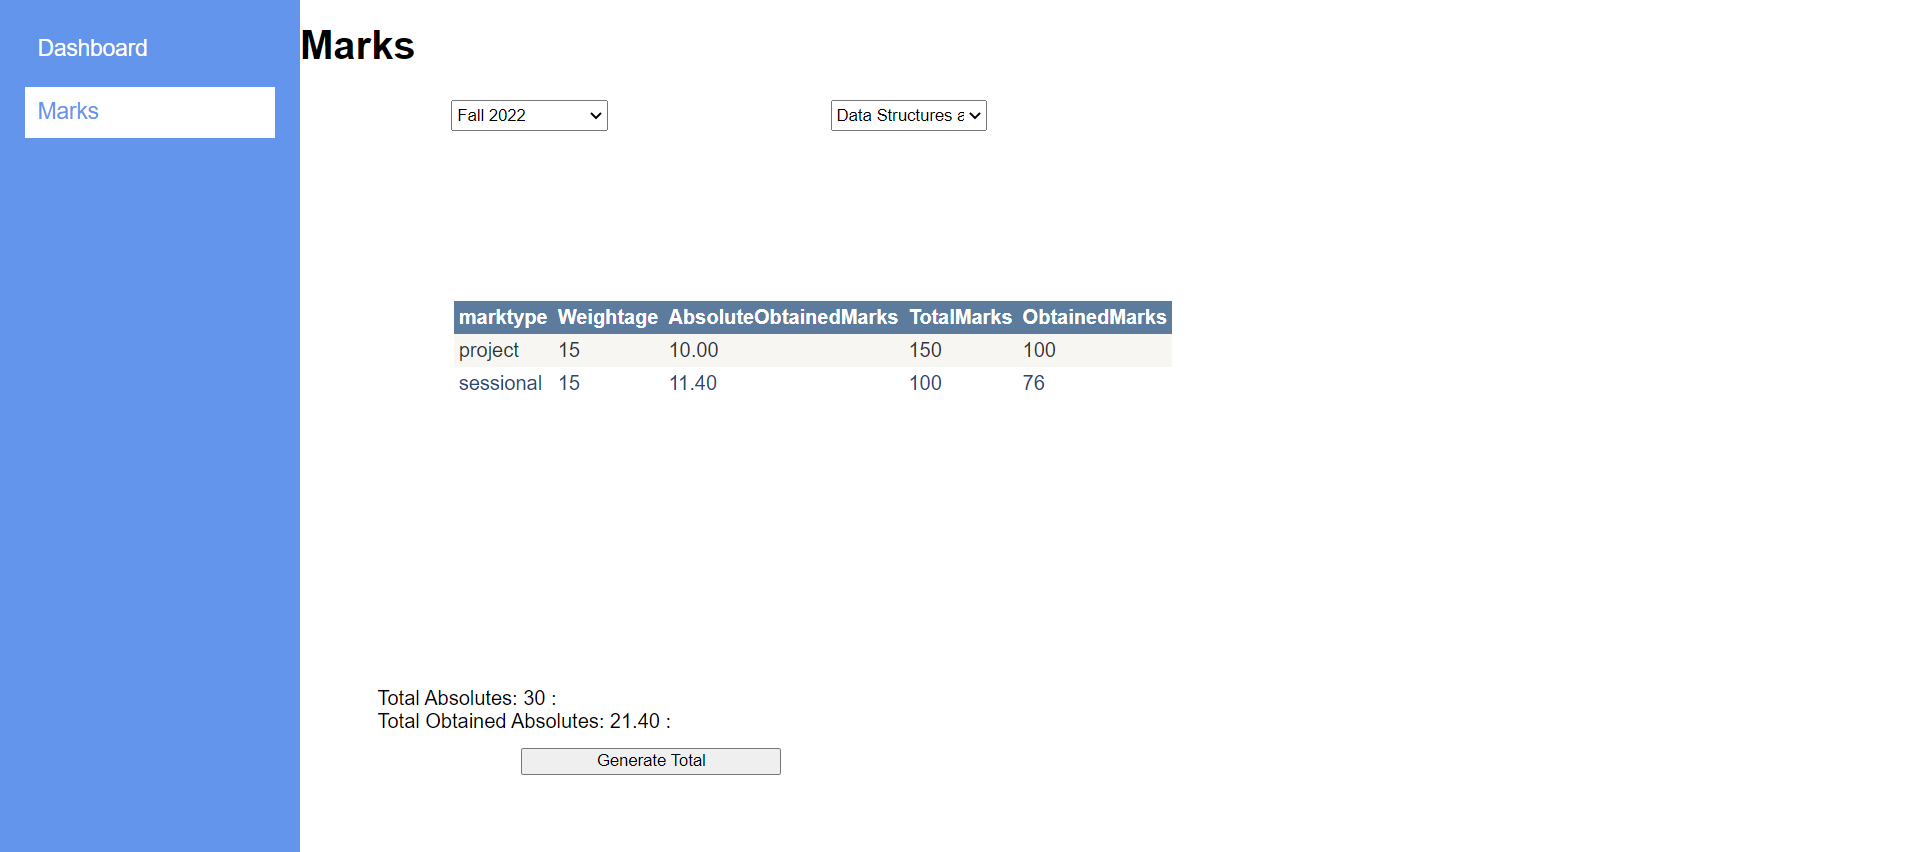 Dashboard
Marks
Marks
Fall 2022
Data Structures a
marktype Weightage AbsoluteObtainedMarks TotalMarks ObtainedMarks
project 15 10.00 150 100
sessional 15 11.40 100 76
Total Absolutes: 30 :
Total Obtained Absolutes: 21.40 :
Generate Total